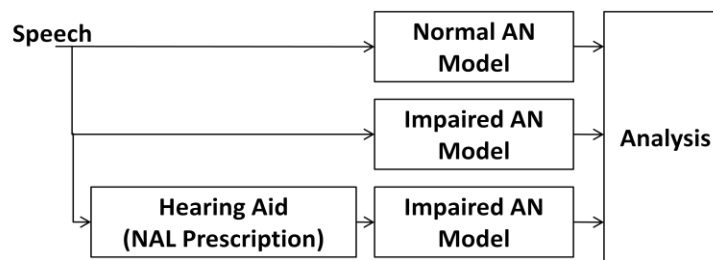 Speech
Normal AN
Model
Impaired AN
Model
Analysis
Hearing Aid
(NAL Prescription)
Impaired AN
Model